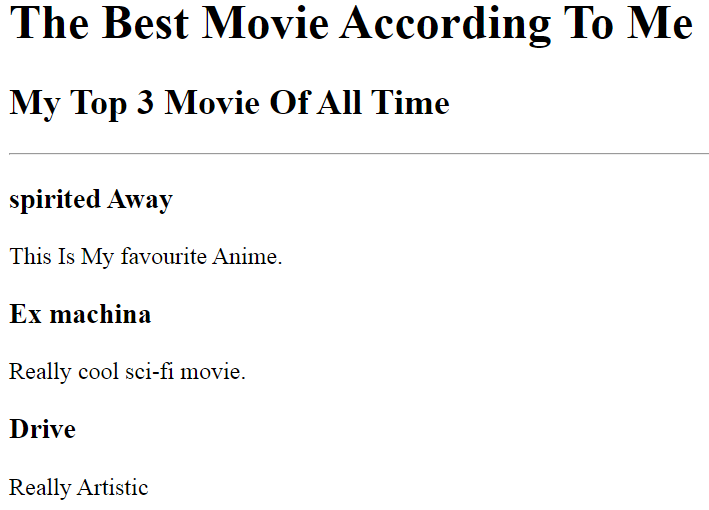 The Best Movie According To Me
My Top 3 Movie Of All Time
spirited Away
This Is My favourite Anime.
Ex machina
Really cool sci-fi movie.
Drive
Really Artistic